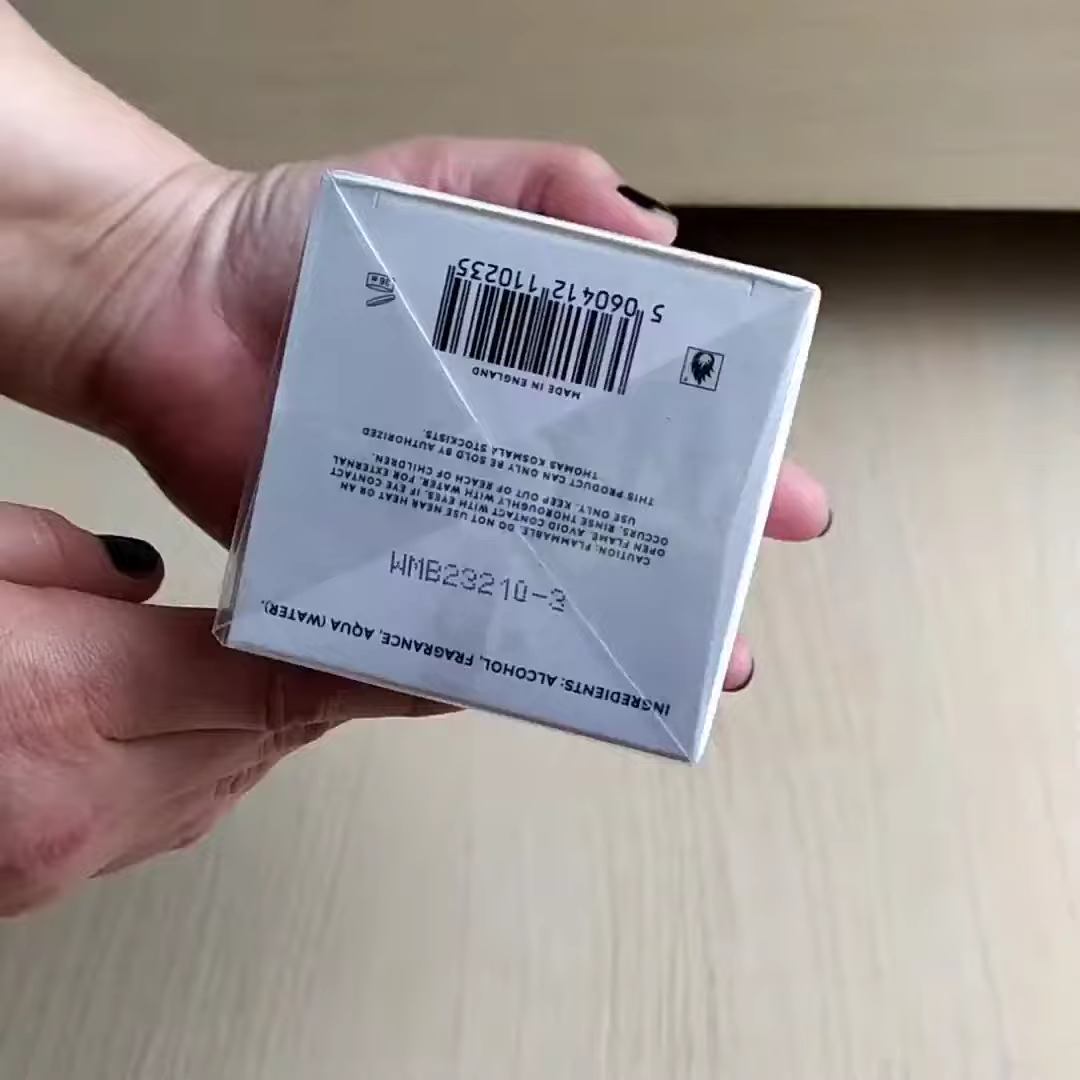 INGREDIENTS: ALCOHOL, FRAGRANCE, AQUA (WATER).
WMB23210-3
CAUTION: FLAMMABLE. DO NOT USE NEAR HEAT OR AN
OPEN FLAME. AVOID CONTACT WITH EYES. IF EYE CONTACT
OCCURS, RINSE THOROUGHLY WITH WATER. FOR EXTERNAL
USE ONLY. KEEP OUT OF REACH OF CHILDREN.
THIS PRODUCT CAN ONLY BE SOLD BY AUTHORIZED
THOMAS KOSMALA STOCKISTS.
MADE IN ENGLAND
5 060412 110235
36M